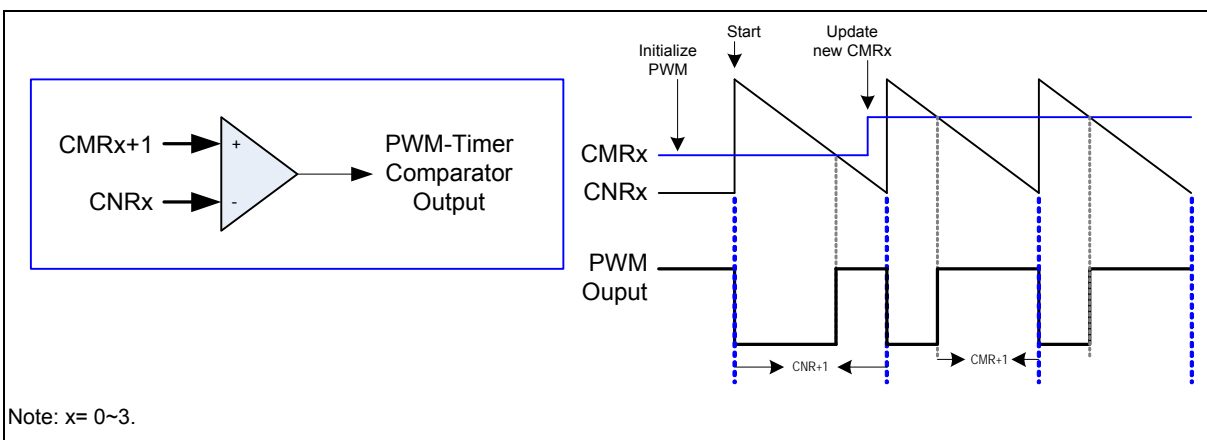 CMRx+1
CNRx
+
-
PWM-Timer
Comparator
Output
Initialize
PWM
Start
Update
new CMRx
CMRx
CNRx
PWM
Ouput
CNR+1
CMR+1
Note: x= 0~3.